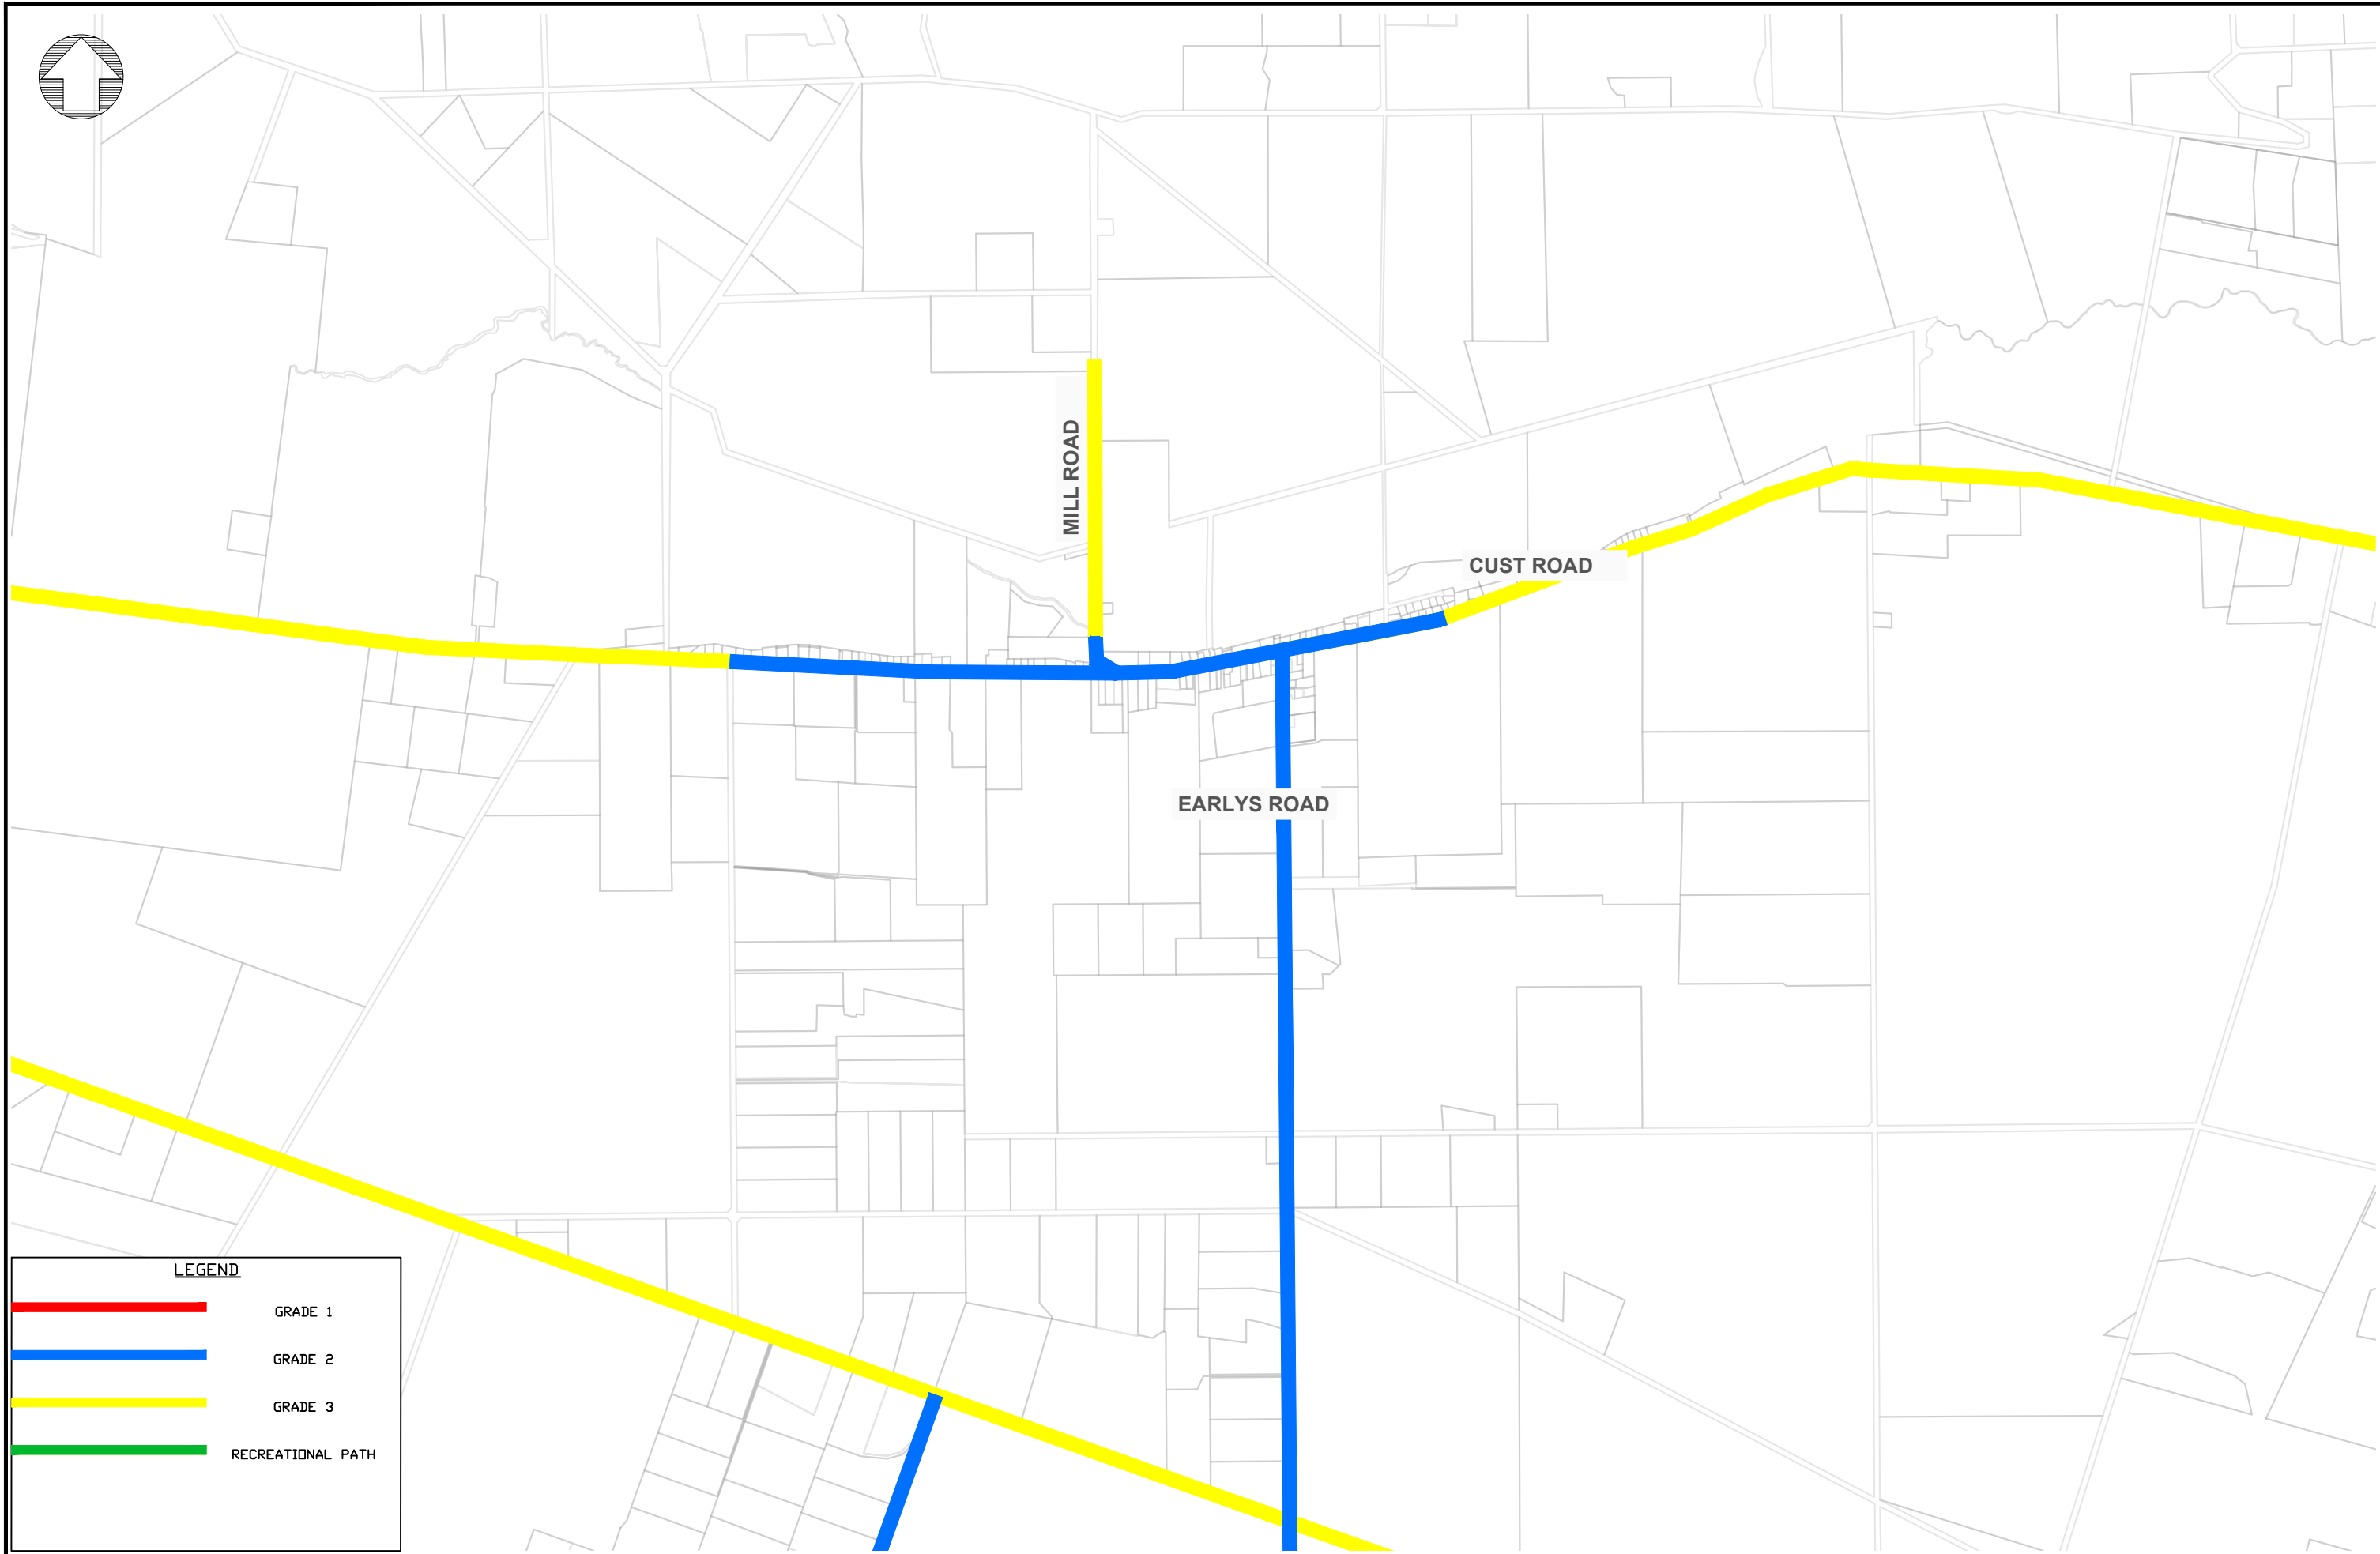 MILL ROAD
CUST ROAD
EARLYS ROAD
LEGEND
GRADE 1
GRADE 2
GRADE 3
RECREATIONAL PATH